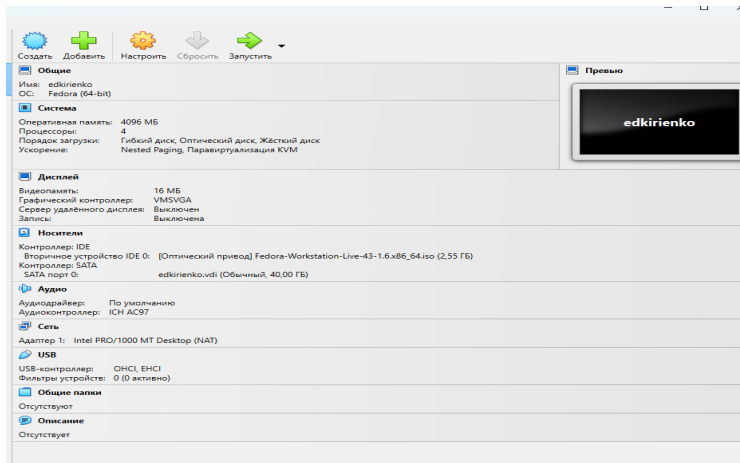 Создать Добавить Настроить Сбросить Запустить
Общие
Имя: edkirienko
ОС: Fedora (64-bit)
Превью
edkirienko
Система
Оперативная память: 4096 МБ
Процессоры: 4
Порядок загрузки: Гибкий диск, Оптический диск, Жёсткий диск
Ускорение: Nested Paging, Паравиртуализация KVM
Дисплей
Видеопамять: 16 МБ
Графический контроллер: VMSVGA
Сервер удалённого дисплея: Выключен
Запись: Выключена
Носители
Контроллер: IDE
Вторичное устройство IDE 0: [Оптический привод] Fedora-Workstation-Live-43-1.6.x86_64.iso (2,55 ГБ)
Контроллер: SATA
SATA порт 0: edkirienko.vdi (Обычный, 40,00 ГБ)
Аудио
Аудиодрайвер: По умолчанию
Аудиоконтроллер: ICH AC97
Сеть
Адаптер 1: Intel PRO/1000 MT Desktop (NAT)
USB
USB-контроллер: OHCI, EHCI
Фильтры устройств: 0 (0 активно)
Общие папки
Отсутствуют
Описание
Отсутствует